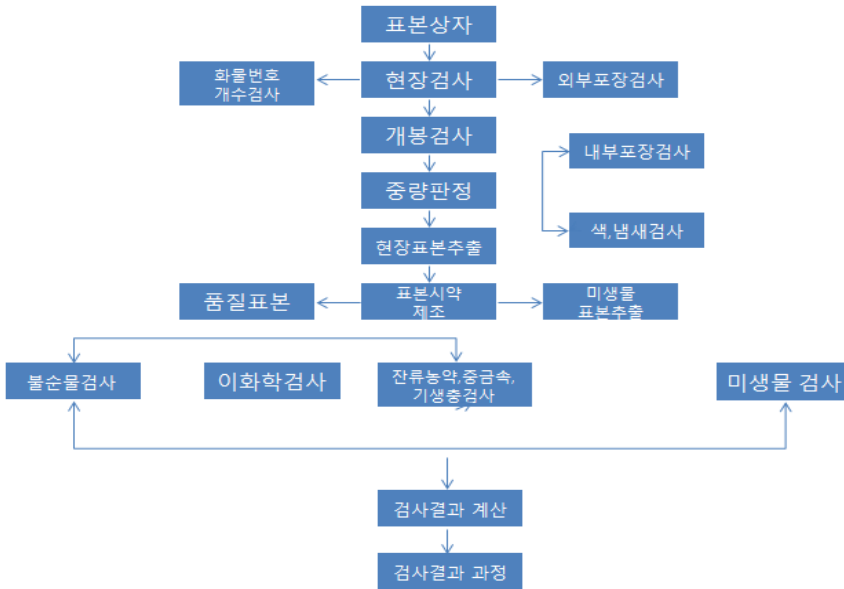 표본상자
화물번호
개수검사
현장검사
외부포장검사
개봉검사
내부포장검사
중량판정
색,냄새검사
현장표본추출
품질표본
표본시약
제조
미생물
표본추출
불순물검사
이화학검사
잔류농약,중금속,
기생충검사
미생물 검사
검사결과 계산
검사결과 과정